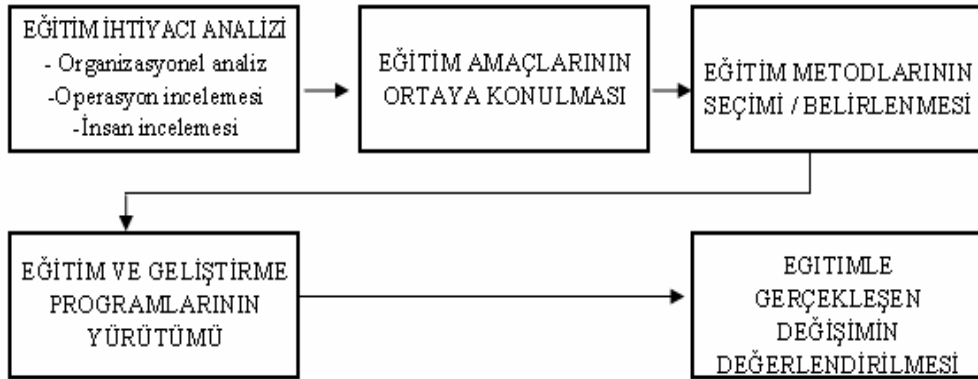 EĞİTİM İHTİYACI ANALİZİ
- Organizasyonel analiz
-Operasyon incelemesi
-İnsan incelemesi
EĞİTİM AMAÇLARININ
ORTAYA KONULMASI
EĞİTİM METODLARININ
SEÇİMİ / BELİRLENMESİ
EĞİTİM VE GELİŞTİRME
PROGRAMLARININ
YÜRÜTÜMÜ
EGITIMLE
GERÇEKLEŞEN
DEĞİŞİMİN
DEĞERLENDİRİLMESİ